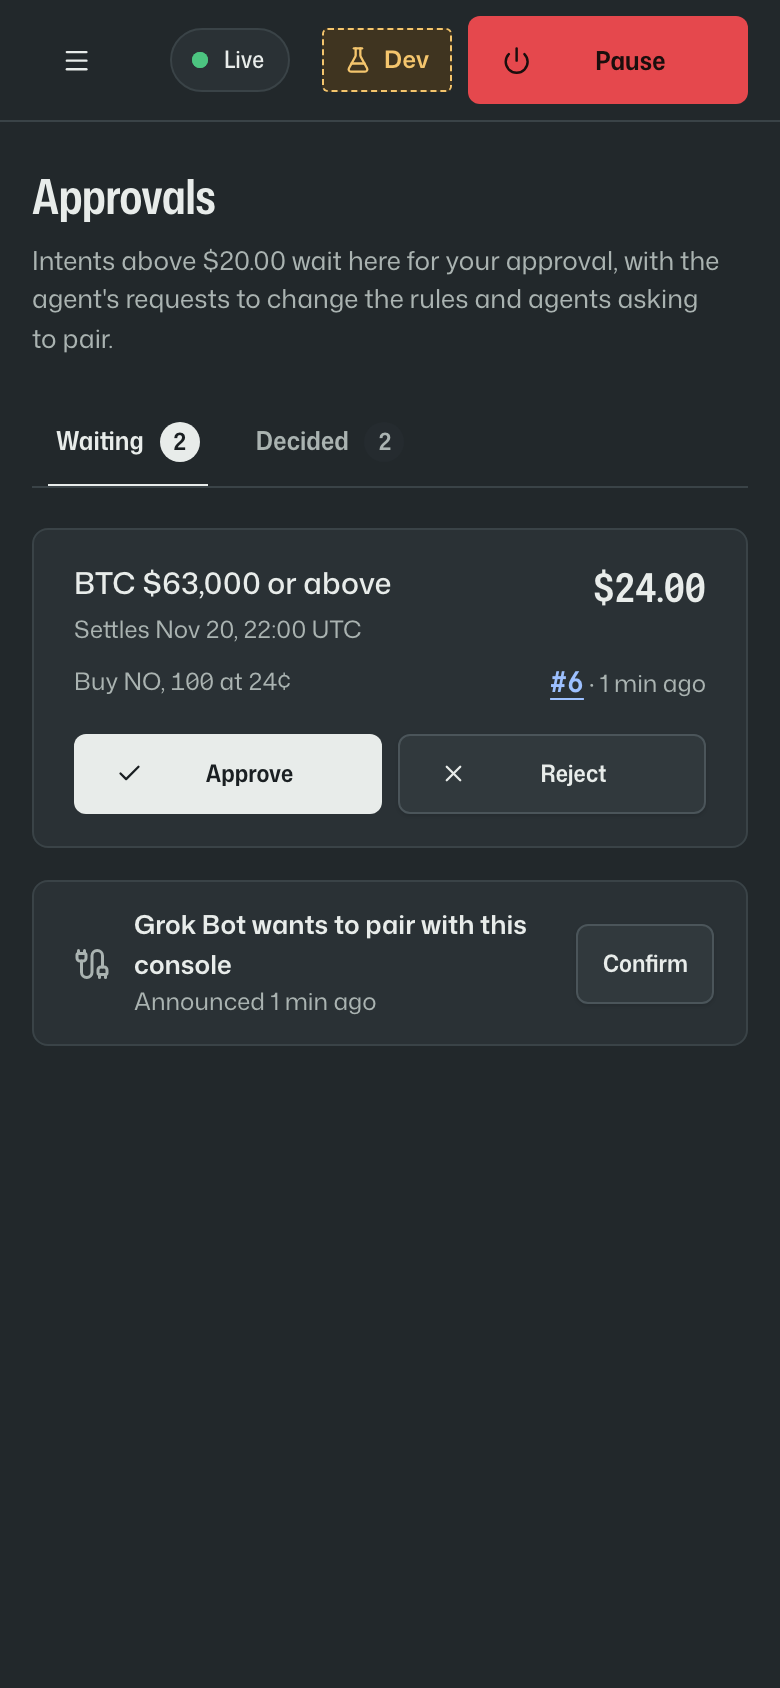 Live
Dev
Pause
Approvals
Intents above $20.00 wait here for your approval, with the
agent's requests to change the rules and agents asking
to pair.
Waiting 2
Decided 2
BTC $63,000 or above
$24.00
Settles Nov 20, 22:00 UTC
Buy NO, 100 at 24¢
#6 · 1 min ago
Approve
Reject
Grok Bot wants to pair with this
console
Announced 1 min ago
Confirm